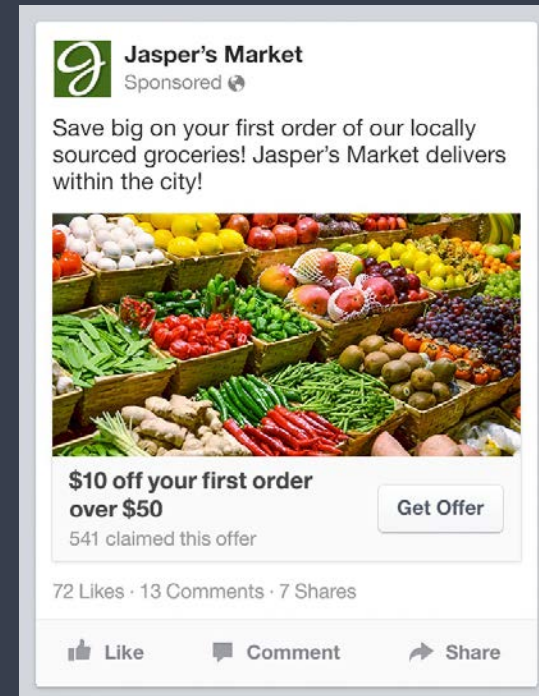 Jasper's Market
Sponsored
Save big on your first order of our locally
sourced groceries! Jasper's Market delivers
within the city!
$10 off your first order
over $50
Get Offer
541 claimed this offer
72 Likes · 13 Comments · 7 Shares
Like Comment Share